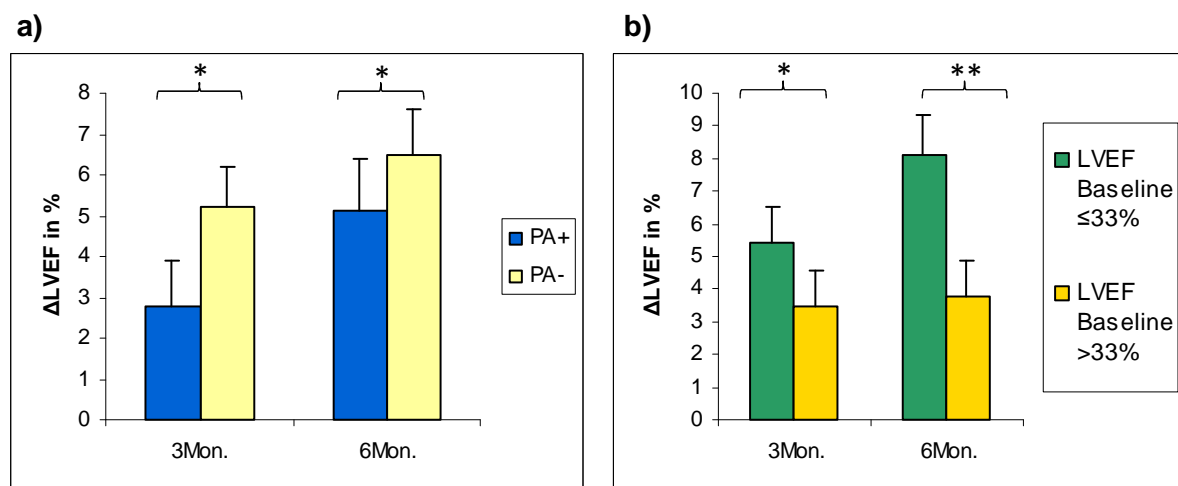 a)
ΔLVEF in %
8
7
6
5
4
3
2
1
0
*
*
3Mon.
6Mon.
PA+
PA-
b)
ΔLVEF in %
10
9
8
7
6
5
4
3
2
1
0
*
**
3Mon.
6Mon.
LVEF
Baseline
≤33%
LVEF
Baseline
>33%